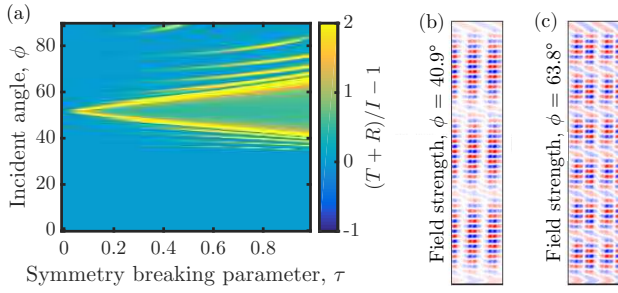 (a)
Incident angle, ϕ
80
60
40
20
0
0
0.2
0.4
0.6
0.8
Symmetry breaking parameter, τ
2
1
0
-1
(T + R)/I − 1
(b)
Field strength, ϕ = 40.9°
(c)
Field strength, ϕ = 63.8°